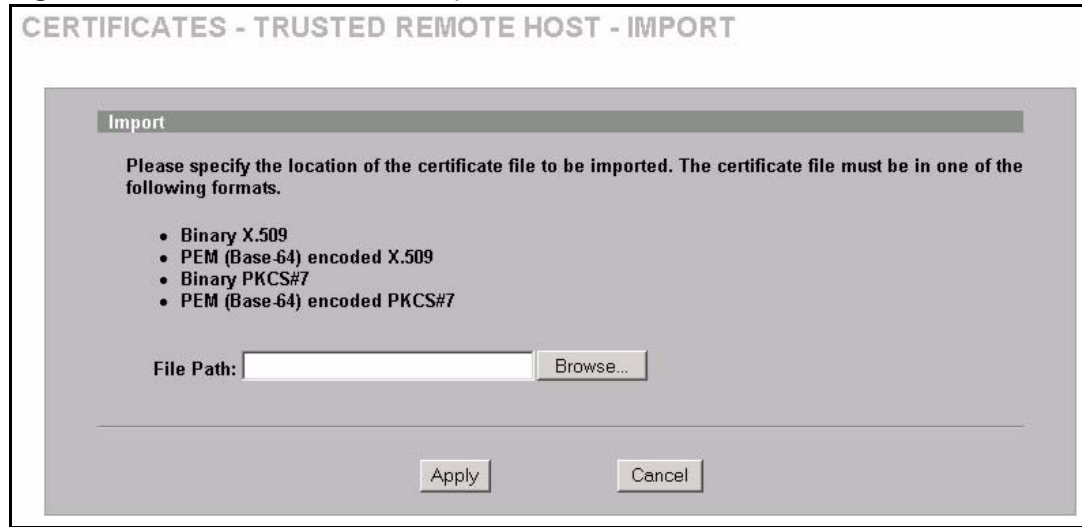 CERTIFICATES - TRUSTED REMOTE HOST - IMPORT
Import
Please specify the location of the certificate file to be imported. The certificate file must be in one of the
following formats.
• Binary X.509
• PEM (Base-64) encoded X.509
• Binary PKCS#7
• PEM (Base-64) encoded PKCS#7
File Path: Browse...
Apply Cancel